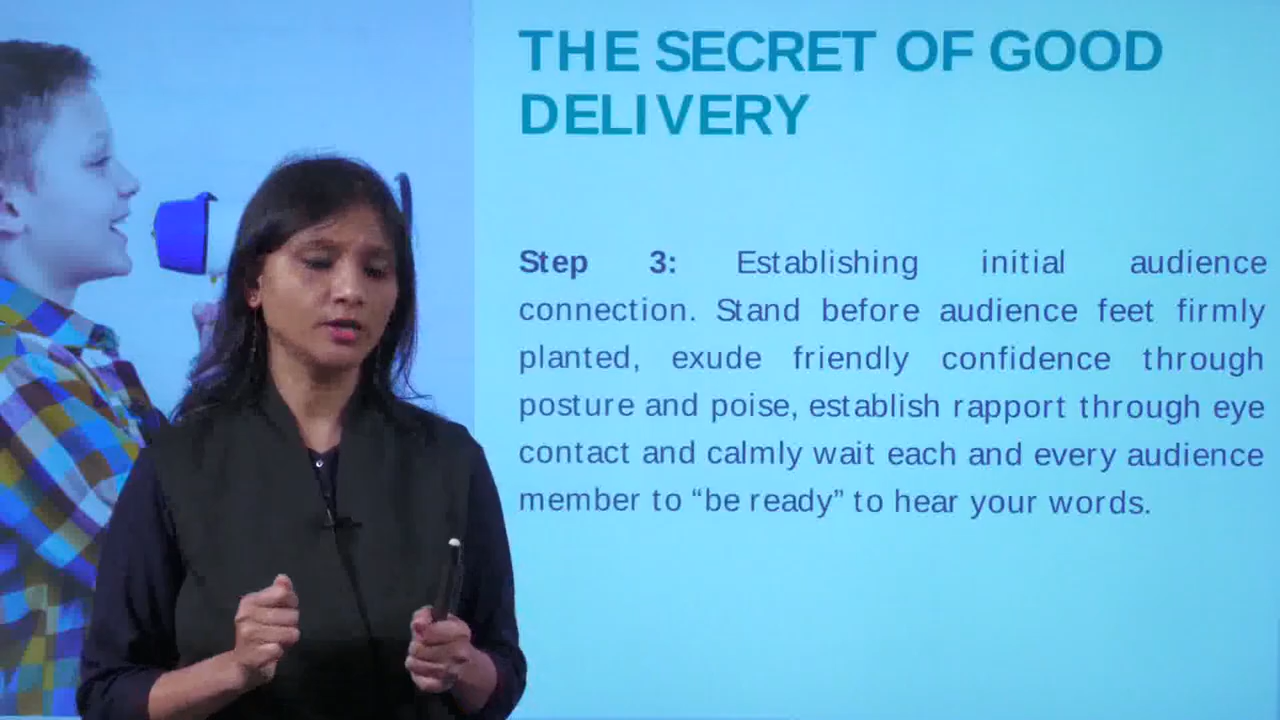 THE SECRET OF GOOD
DELIVERY
Step 3: Establishing initial audience
connection. Stand before audience feet firmly
planted, exude friendly confidence through
posture and poise, establish rapport through eye
contact and calmly wait each and every audience
member to “be ready” to hear your words.